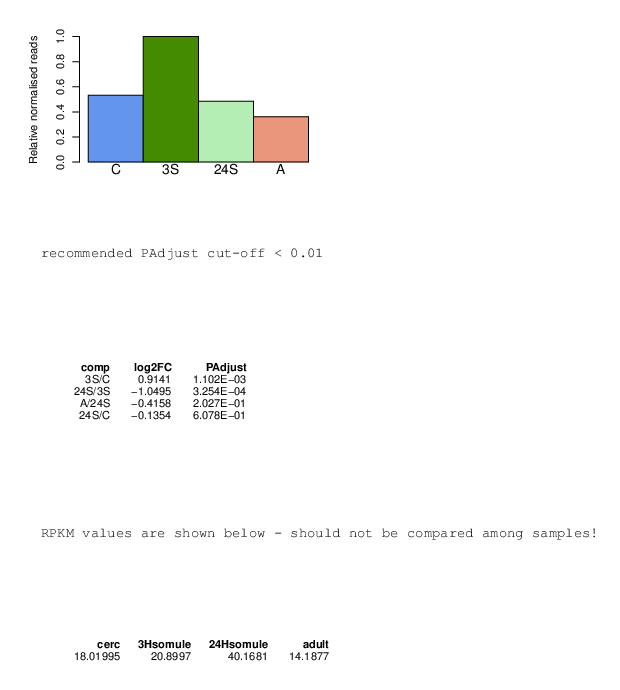 Relative normalised reads
1.0
0.8
0.6
0.4
0.2
0.0
C 3S 24S A
recommended PAdjust cut-off < 0.01
comp log2FC PAdjust
3S/C 0.9141 1.102E−03
24S/3S −1.0495 3.254E−04
A/24S −0.4158 2.027E−01
24S/C −0.1354 6.078E−01
RPKM values are shown below - should not be compared among samples!
cerc 3Hsomule 24Hsomule adult
18.01995 20.8997 40.1681 14.1877